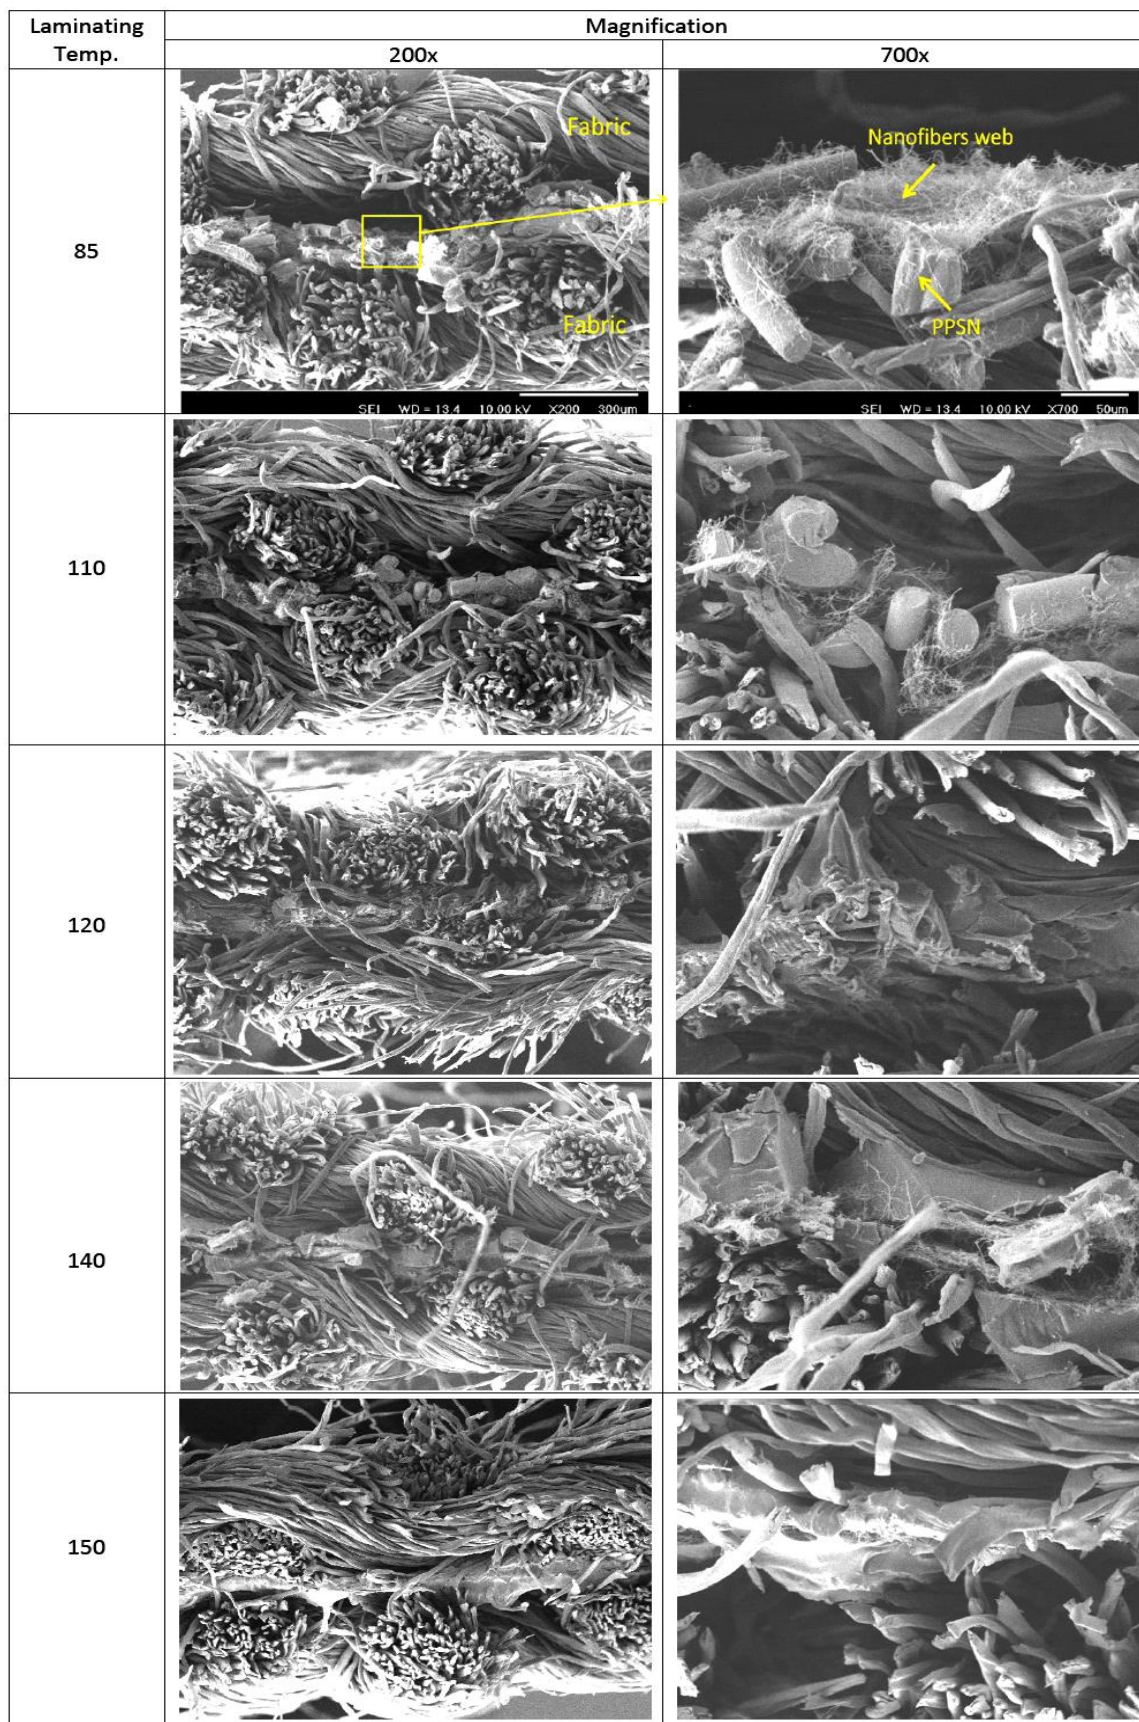 Laminating
Temp.
Magnification
200x
700x
85
Fabric
Fabric
SEI WD = 13.4 10.00 kV X200 300um
Nanofibers web
PPSN
SEI WD = 13.4 10.00 kV X700 50um
110
120
140
150